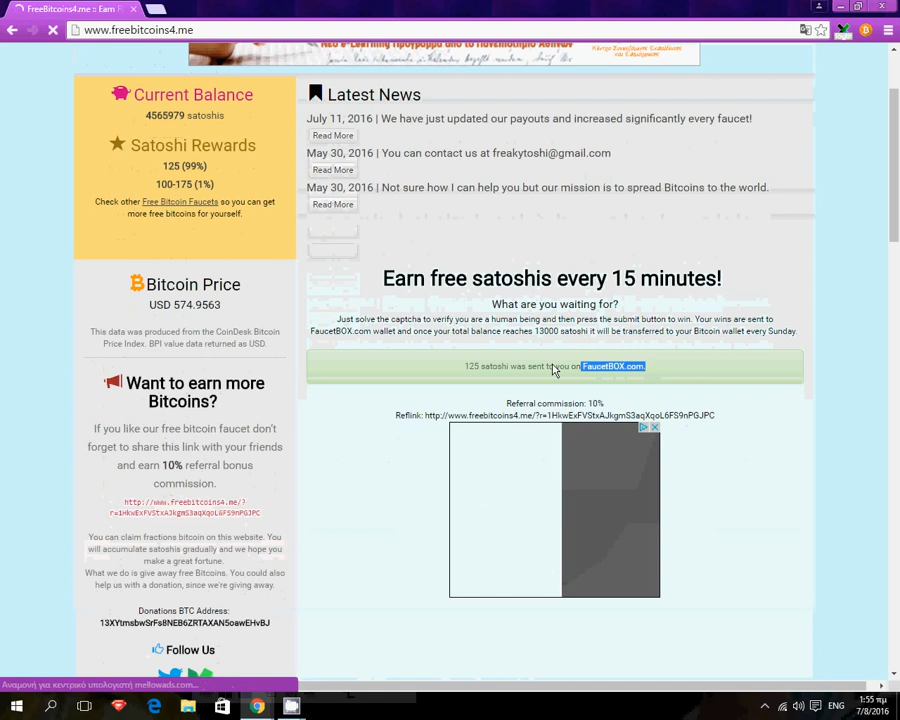 FreeBitcoins4.me :: Earn F
www.freebitcoins4.me
Νέο e-Learning Πρόγραμμα από το Πανεπιστήμιο Αθηνών
Current Balance
4565979 satoshis
Satoshi Rewards
125 (99%)
100-175 (1%)
Check other Free Bitcoin Faucets so you can get
more free bitcoins for yourself.
Bitcoin Price
USD 574.9563
This data was produced from the CoinDesk Bitcoin
Price Index. BPI value data returned as USD.
Want to earn more
Bitcoins?
If you like our free bitcoin faucet don't
forget to share this link with your friends
and earn 10% referral bonus
commission.
http://www.freebitcoins4.me/?
r=1HkwExFVStxAJkgmS3aqXqoL6FS9nPGJPC
You can claim fractions bitcoin on this website. You
will accumulate satoshis gradually and we hope you
make a great fortune.
What we do is give away free Bitcoins. You could also
help us with a donation, since we're giving away.
Donations BTC Address:
13XYtmsbwSrFs8NEB6ZRTAXAN5oawEHvBJ
Follow Us
Latest News
July 11, 2016 | We have just updated our payouts and increased significantly every faucet!
Read More
May 30, 2016 | You can contact us at freakytoshi@gmail.com
Read More
May 30, 2016 | Not sure how I can help you but our mission is to spread Bitcoins to the world.
Read More
Earn free satoshis every 15 minutes!
What are you waiting for?
Just solve the captcha to verify you are a human being and then press the submit button to win. Your wins are sent to
FaucetBOX.com wallet and once your total balance reaches 13000 satoshi it will be transferred to your Bitcoin wallet every Sunday.
125 satoshi was sent to you on FaucetBOX.com.
Referral commission: 10%
Reflink: http://www.freebitcoins4.me/?r=1HkwExFVStxAJkgmS3aqXqoL6FS9nPGJPC
Αναμονή για κεντρικό υπολογιστή mellowads.com...
ENG
1:55 πμ
7/8/2016